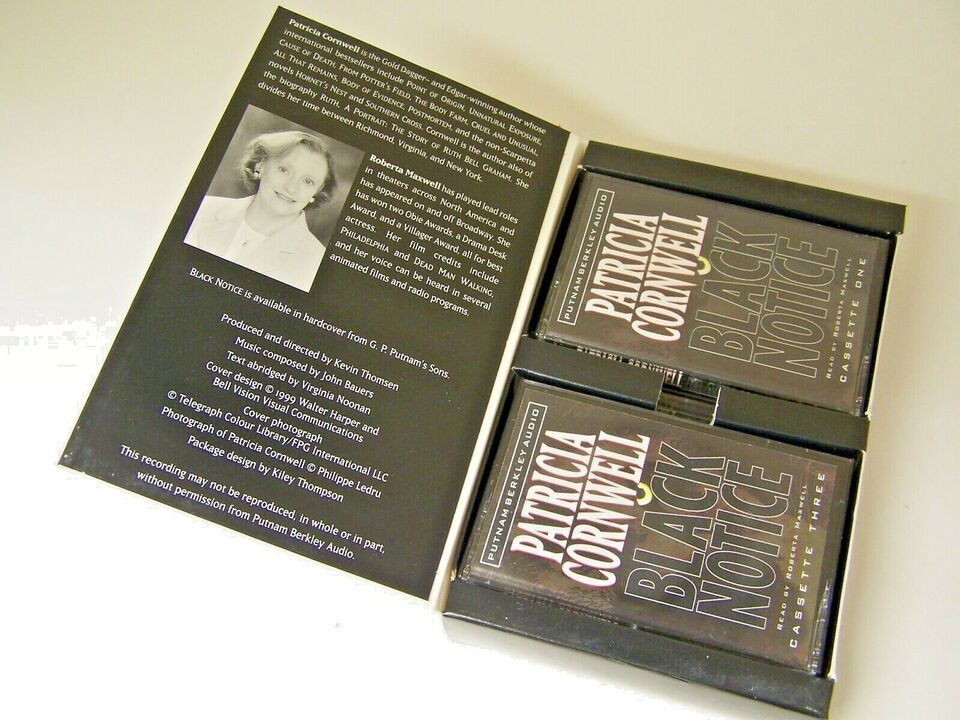 Patricia Cornwell is the Gold Dagger– and Edgar-winning author whose
international bestsellers include POINT OF ORIGIN, UNNATURAL EXPOSURE,
CAUSE OF DEATH, FROM POTTER'S FIELD, THE BODY FARM, CRUEL AND UNUSUAL,
ALL THAT REMAINS, BODY OF EVIDENCE, POSTMORTEM, and the non-Scarpetta
novels HORNET'S NEST and SOUTHERN CROSS. Cornwell is the author also of
the biography RUTH, A PORTRAIT: THE STORY OF RUTH BELL GRAHAM. She
divides her time between Richmond, Virginia, and New York.
Roberta Maxwell has played lead roles
in theaters across North America and
has appeared on and off Broadway. She
has won two Obie Awards, a Drama Desk
Award, and a Villager Award, all for best
actress. Her film credits include
PHILADELPHIA and DEAD MAN WALKING,
and her voice can be heard in several
animated films and radio programs.
BLACK NOTICE is available in hardcover from G. P. Putnam's Sons.
Produced and directed by Kevin Thomsen
Music composed by John Bauers
Text abridged by Virginia Noonan
Cover design © 1999 Walter Harper and
Bell Vision Visual Communications
Cover photograph
© Telegraph Colour Library/FPG International LLC
Photograph of Patricia Cornwell © Philippe Ledru
Package design by Kiley Thompson
This recording may not be reproduced, in whole or in part,
without permission from Putnam Berkley Audio.
PUTNAM BERKLEY AUDIO
PATRICIA
CORNWELL
BLACK
NOTICE
READ BY ROBERTA MAXWELL
CASSETTE ONE
PUTNAM BERKLEY AUDIO
PATRICIA
CORNWELL
BLACK
NOTICE
READ BY ROBERTA MAXWELL
CASSETTE THREE